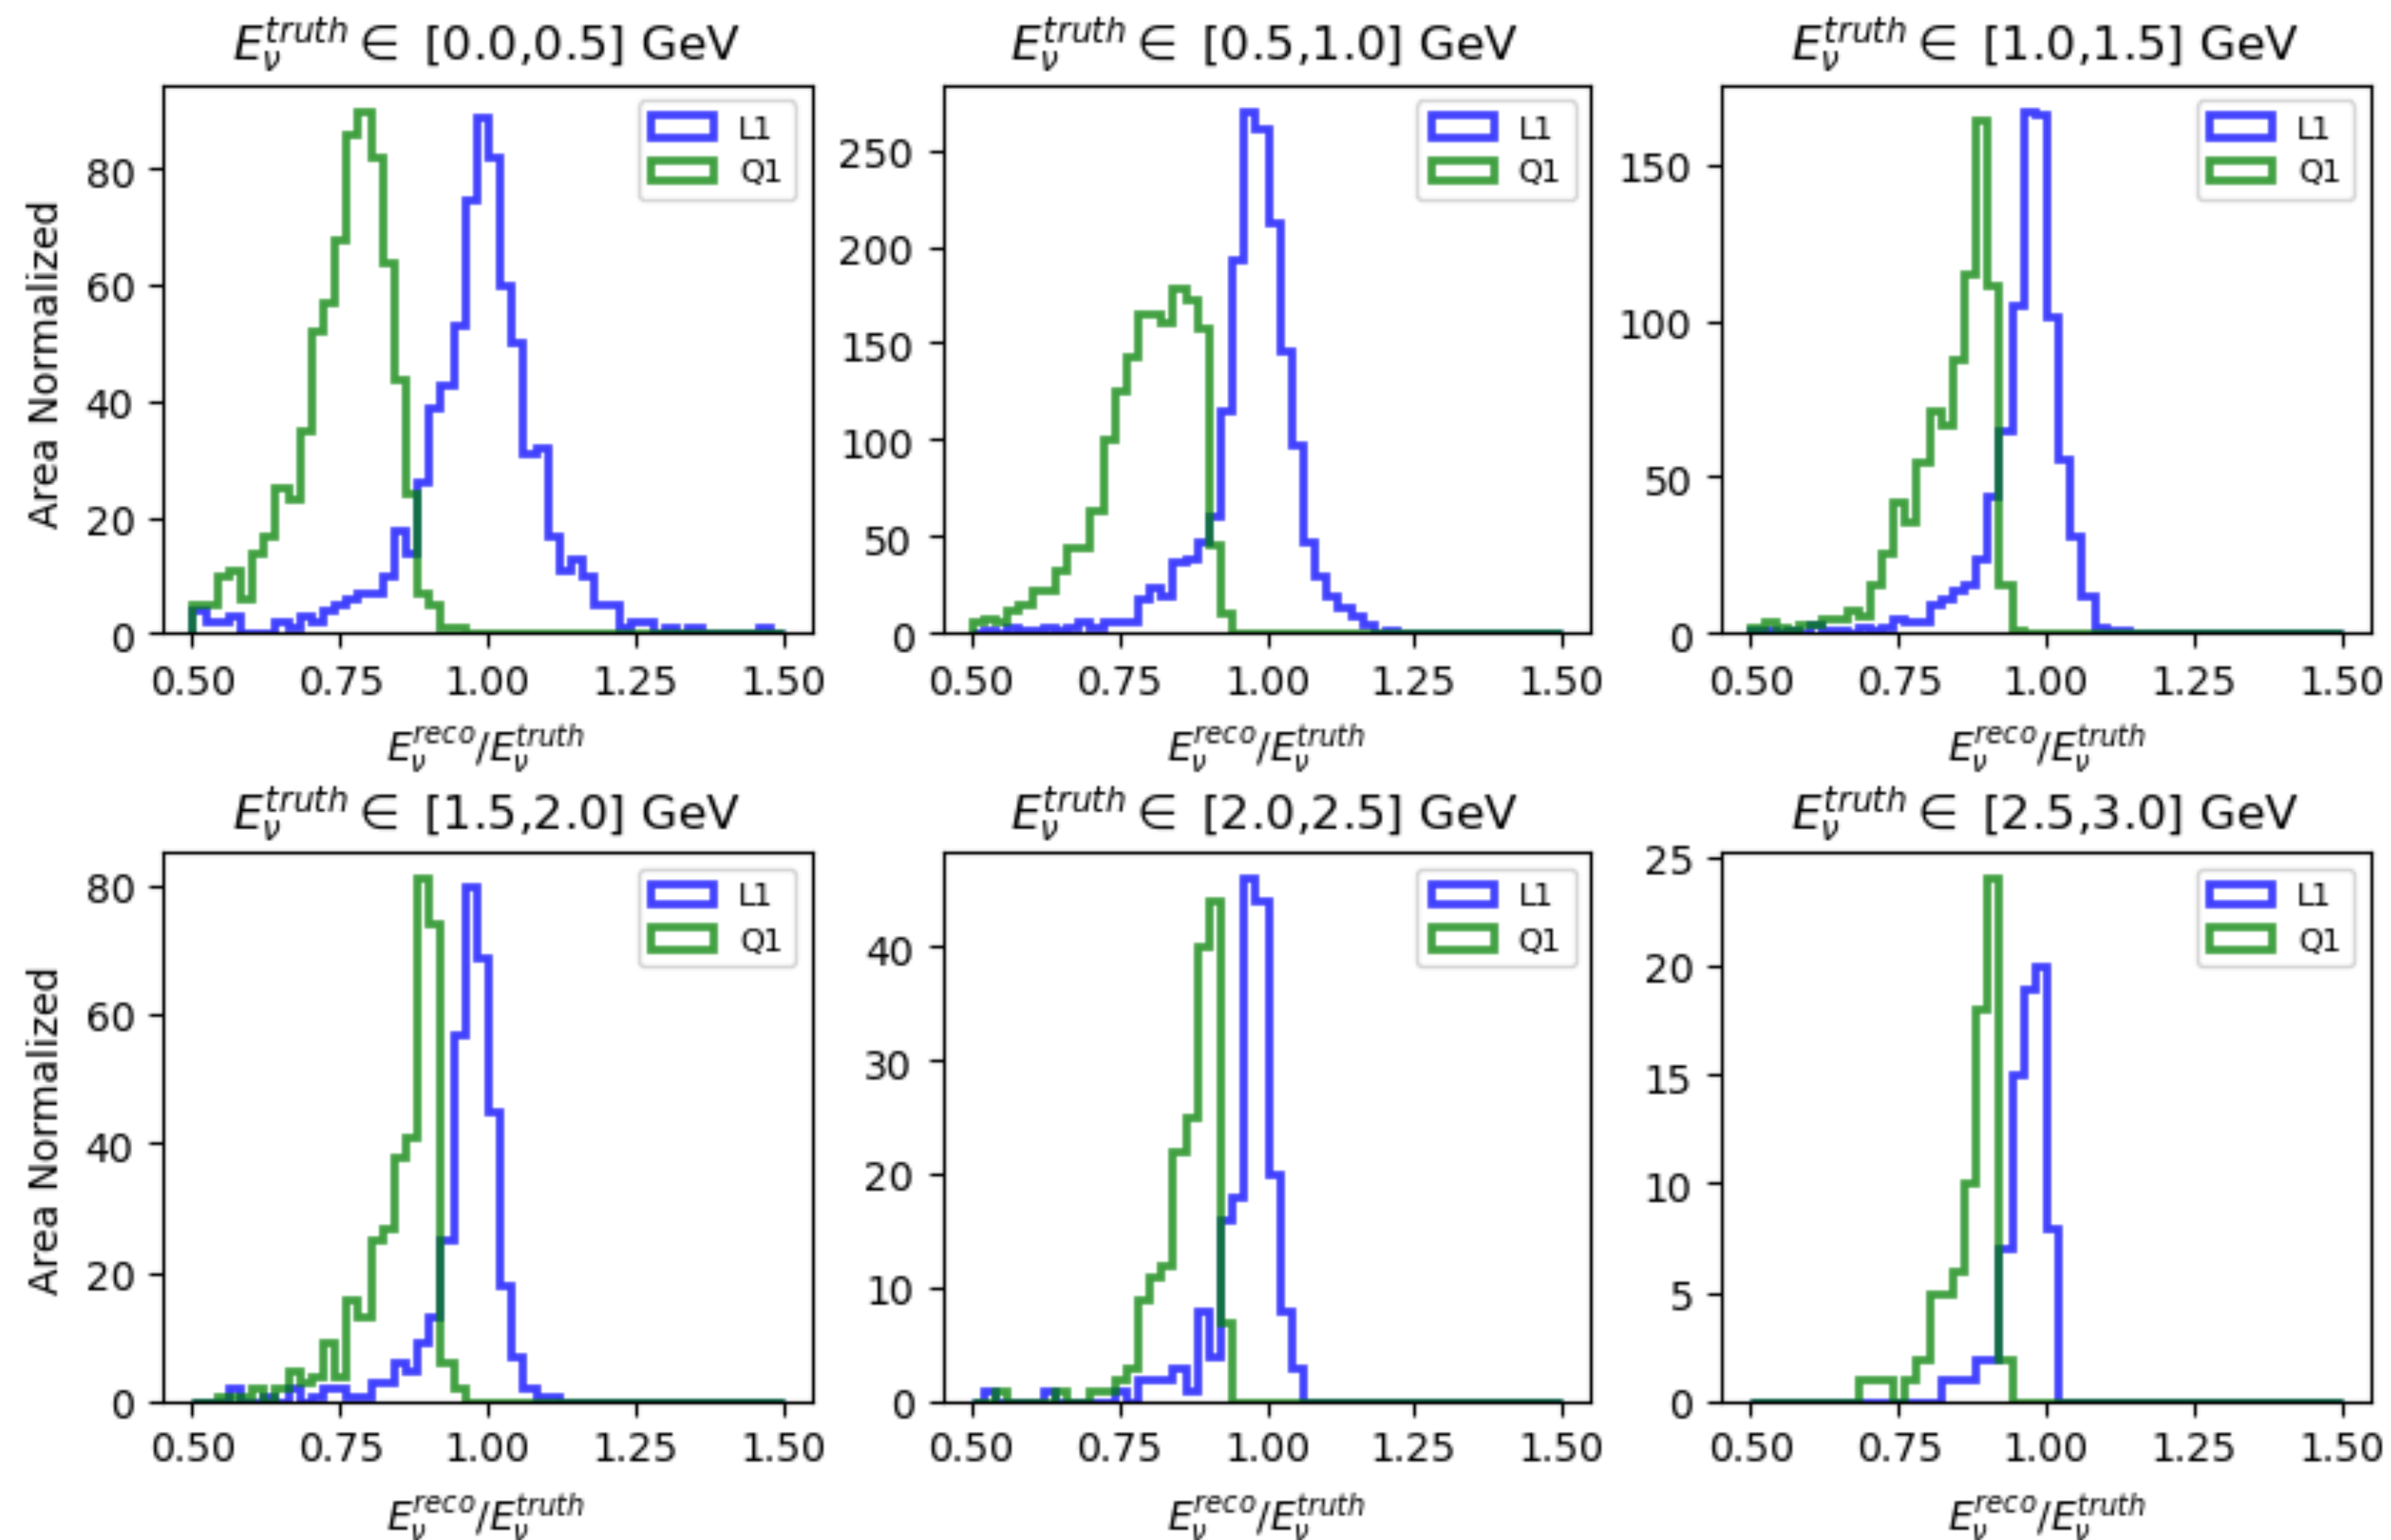 E_ν^{truth} ∈ [0.0,0.5] GeV
E_ν^{truth} ∈ [0.5,1.0] GeV
E_ν^{truth} ∈ [1.0,1.5] GeV
L1
Q1
L1
Q1
L1
Q1
Area Normalized
80
60
40
20
0
250
200
150
100
50
0
150
100
50
0
0.50 0.75 1.00 1.25 1.50
0.50 0.75 1.00 1.25 1.50
0.50 0.75 1.00 1.25 1.50
E_ν^{reco}/E_ν^{truth}
E_ν^{reco}/E_ν^{truth}
E_ν^{reco}/E_ν^{truth}
E_ν^{truth} ∈ [1.5,2.0] GeV
E_ν^{truth} ∈ [2.0,2.5] GeV
E_ν^{truth} ∈ [2.5,3.0] GeV
L1
Q1
L1
Q1
L1
Q1
Area Normalized
80
60
40
20
0
40
30
20
10
0
25
20
15
10
5
0
0.50 0.75 1.00 1.25 1.50
0.50 0.75 1.00 1.25 1.50
0.50 0.75 1.00 1.25 1.50
E_ν^{reco}/E_ν^{truth}
E_ν^{reco}/E_ν^{truth}
E_ν^{reco}/E_ν^{truth}